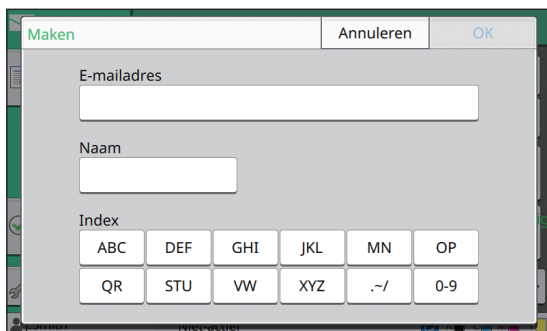 Maken Annuleren OK
E-mailadres
Naam
Index
ABC DEF GHI JKL MN OP
QR STU VW XYZ .~/ 0-9